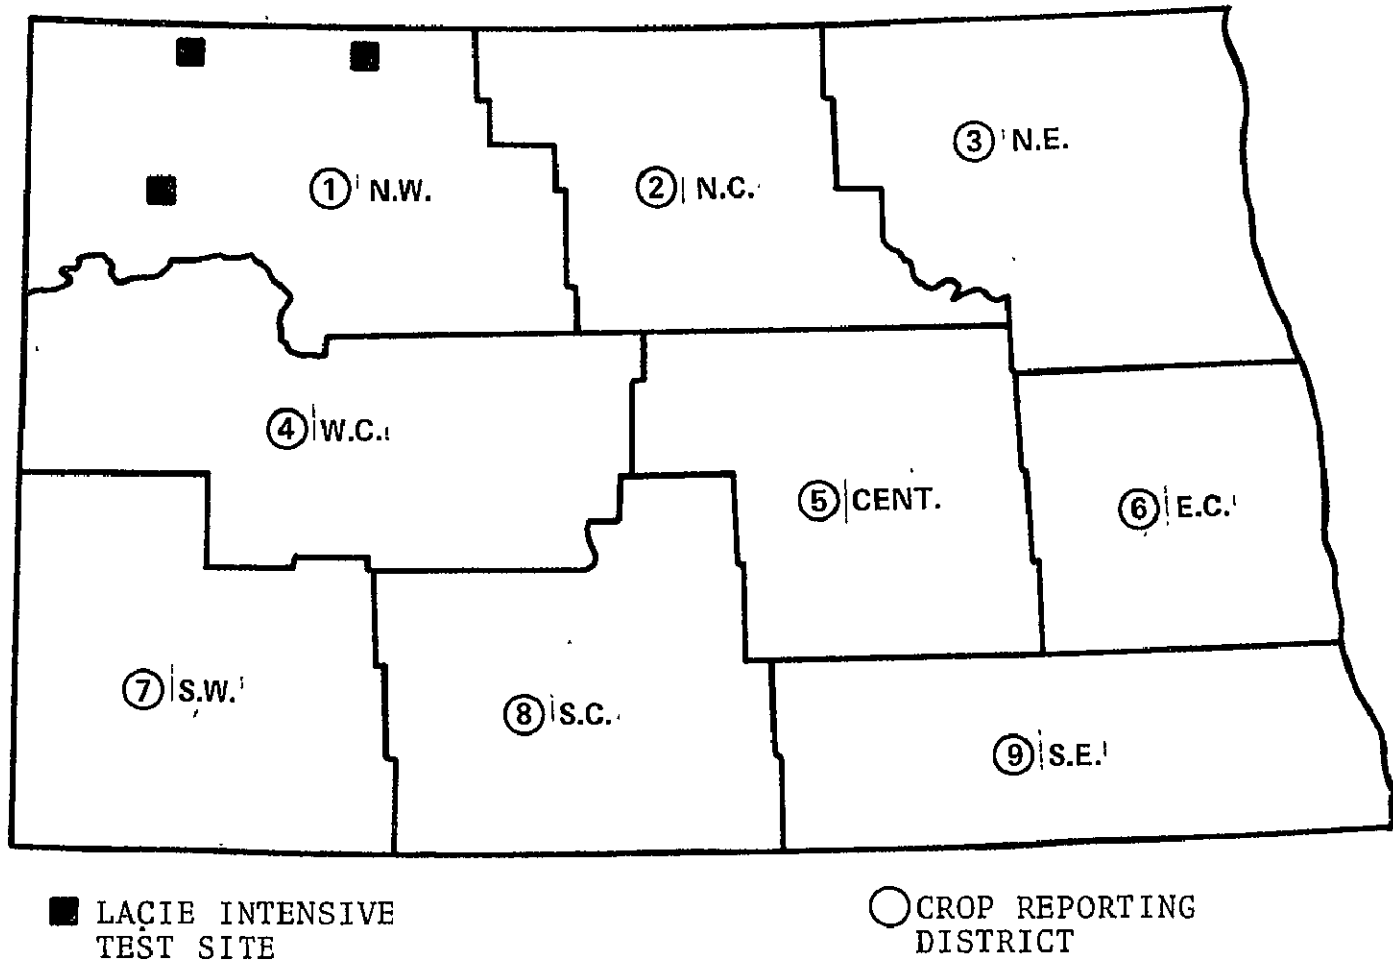 1 N.W.
2 N.C.
3 N.E.
4 W.C.
5 CENT.
6 E.C.
7 S.W.
8 S.C.
9 S.E.
LACIE INTENSIVE
TEST SITE
CROP REPORTING
DISTRICT